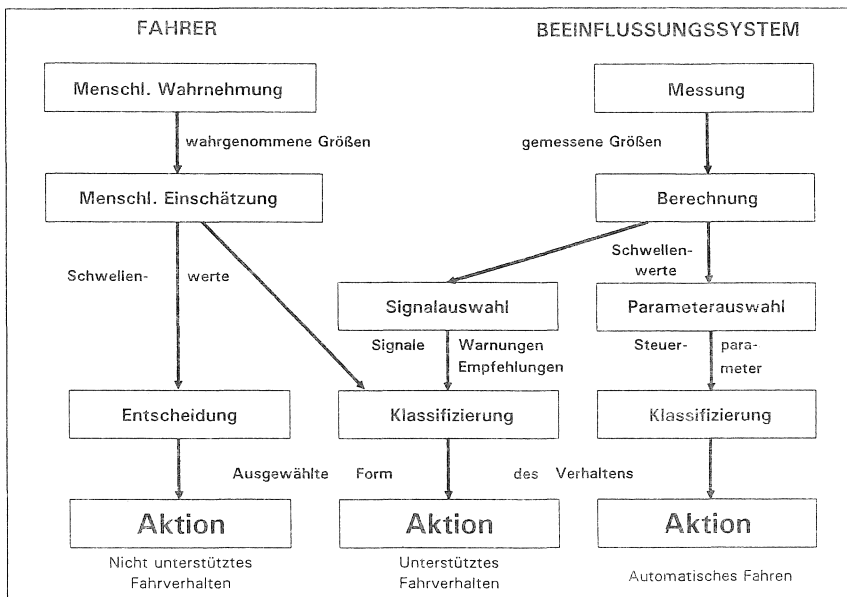 FAHRER
BEEINFLUSSUNGSSYSTEM
Menschl. Wahrnehmung
Messung
wahrgenommene Größen
gemessene Größen
Menschl. Einschätzung
Berechnung
Schwellen- werte
Schwellen-
werte
Signalauswahl
Parameterauswahl
Signale Warnungen
Empfehlungen
Steuer- para-
meter
Entscheidung
Klassifizierung
Klassifizierung
Ausgewählte Form des Verhaltens
Aktion
Aktion
Aktion
Nicht unterstütztes
Fahrverhalten
Unterstütztes
Fahrverhalten
Automatisches Fahren